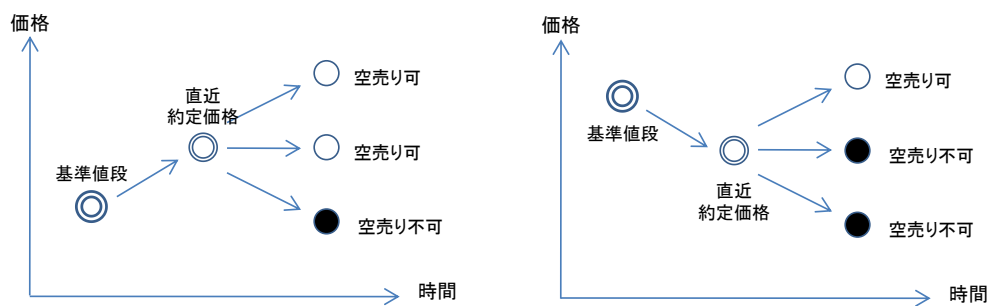 価格
直近
約定価格
基準値段
空売り可
空売り可
空売り不可
時間
価格
基準値段
直近
約定価格
空売り可
空売り不可
空売り不可
時間